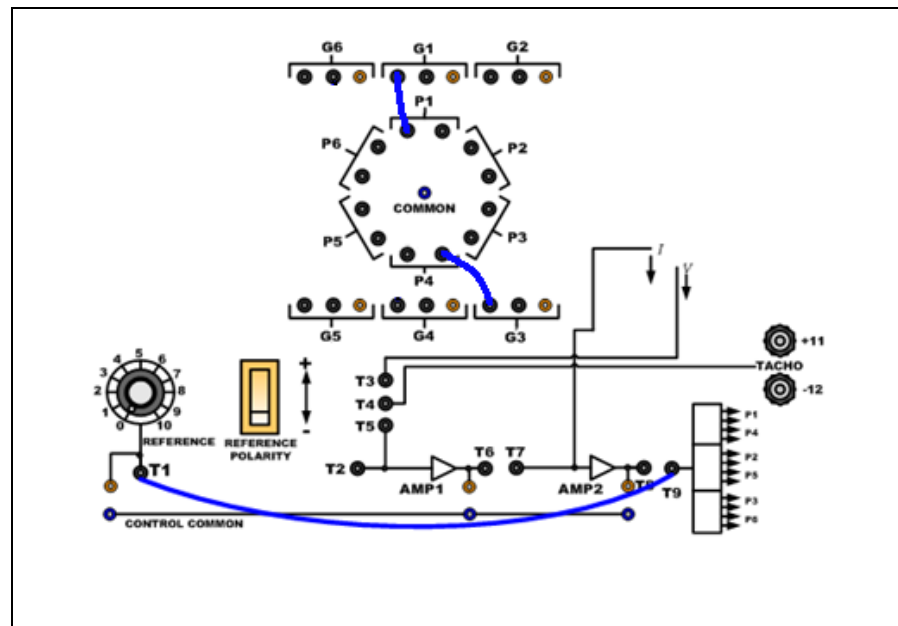 G6 G1 G2
P1
P6 P2
COMMON
P5 P3
P4
G5 G4 G3
I
V
+11
TACHO
-12
0 1 2 3 4 5 6 7 8 9 10
REFERENCE
+
-
REFERENCE
POLARITY
T3
T4
T5
T1
T2 T6 T7 T8 T9
AMP1 AMP2
CONTROL COMMON
P1
P4
P2
P5
P3
P6